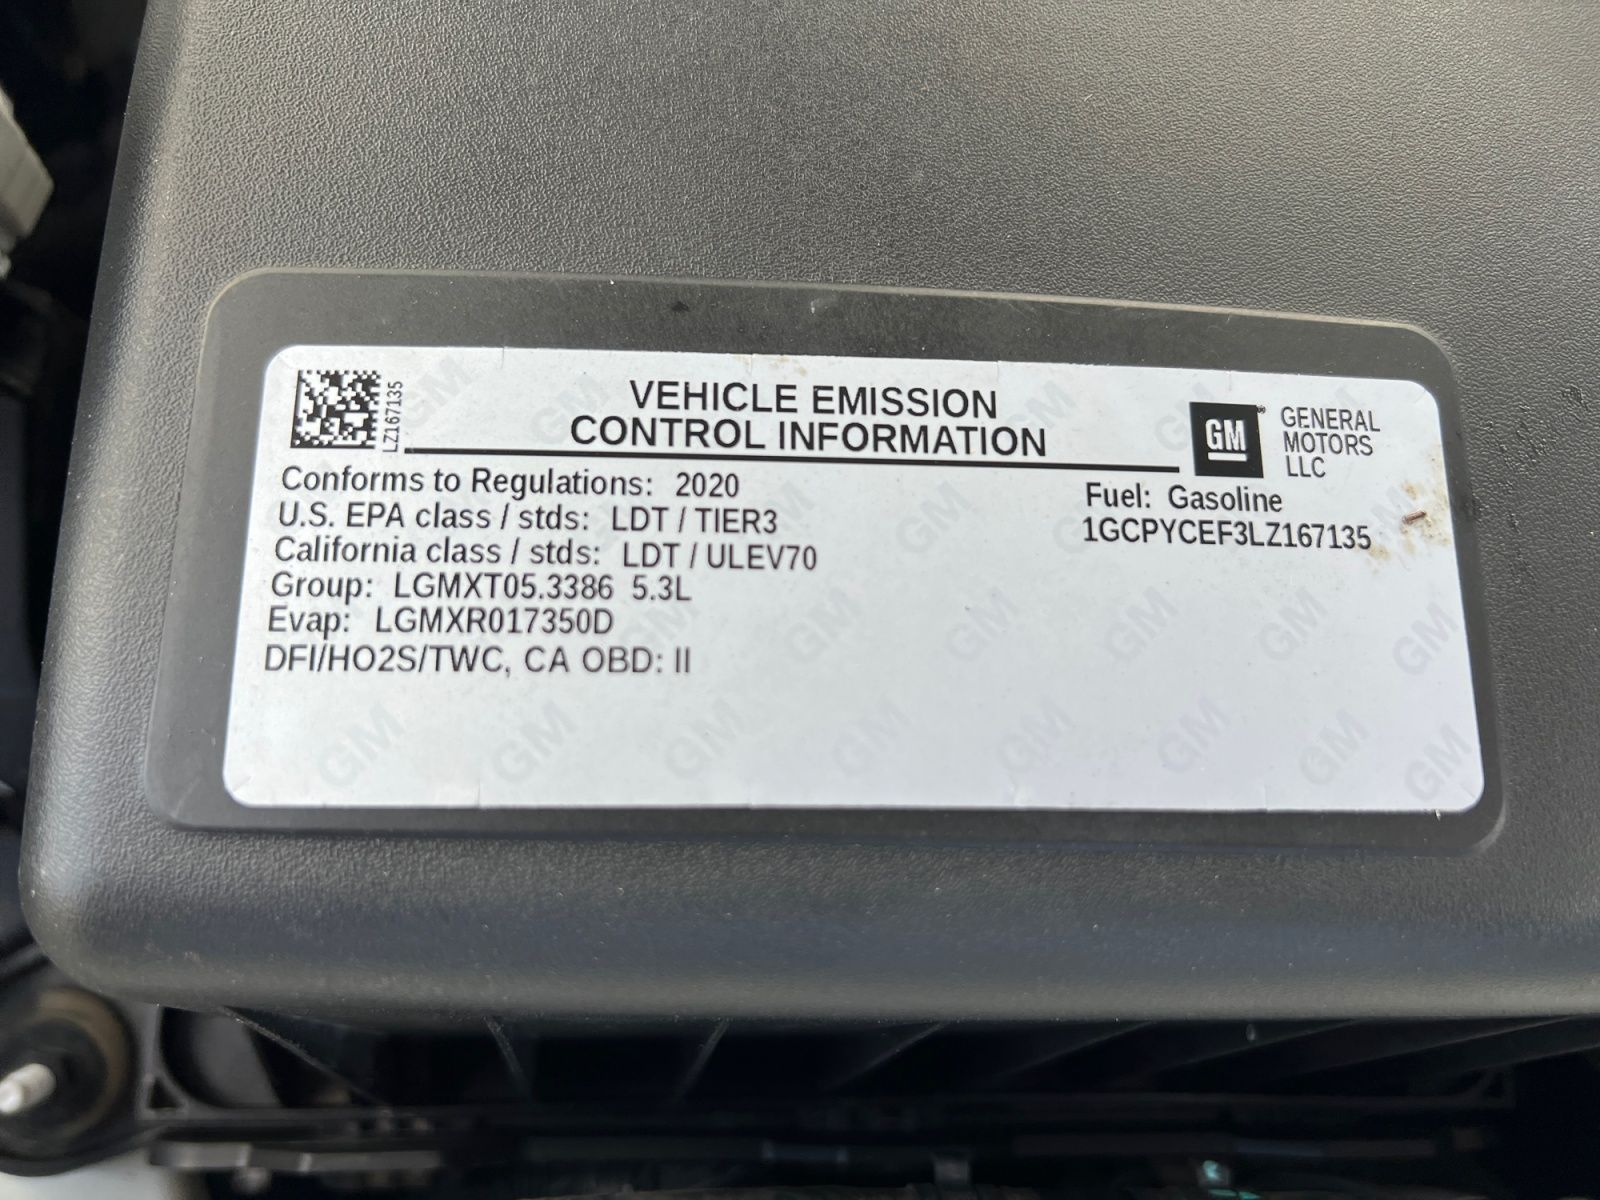 LZ167135
VEHICLE EMISSION
CONTROL INFORMATION
GM
GENERAL
MOTORS
LLC
Conforms to Regulations: 2020
U.S. EPA class / stds: LDT / TIER3
California class / stds: LDT / ULEV70
Group: LGMXT05.3386 5.3L
Evap: LGMXR017350D
DFI/HO2S/TWC, CA OBD: II
Fuel: Gasoline
1GCPYCEF3LZ167135